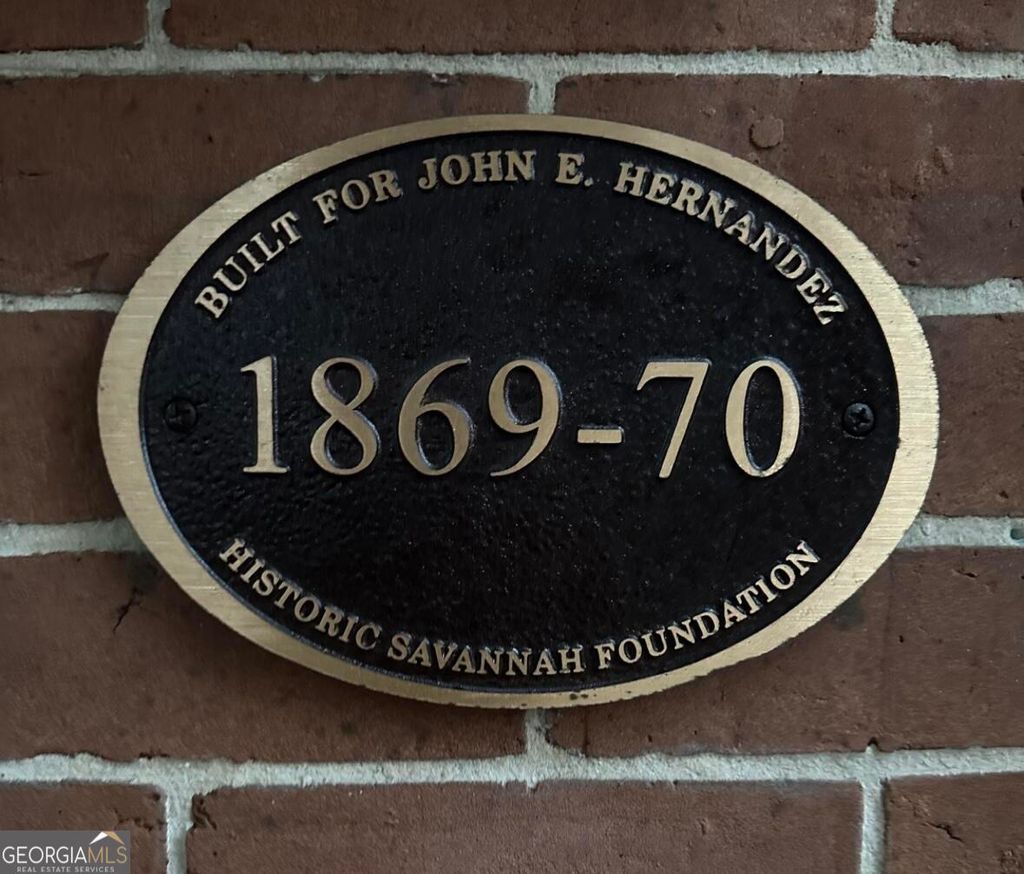 BUILT FOR JOHN E. HERNANDEZ
1869-70
HISTORIC SAVANNAH FOUNDATION
GEORGIAMLS
REAL ESTATE SERVICES